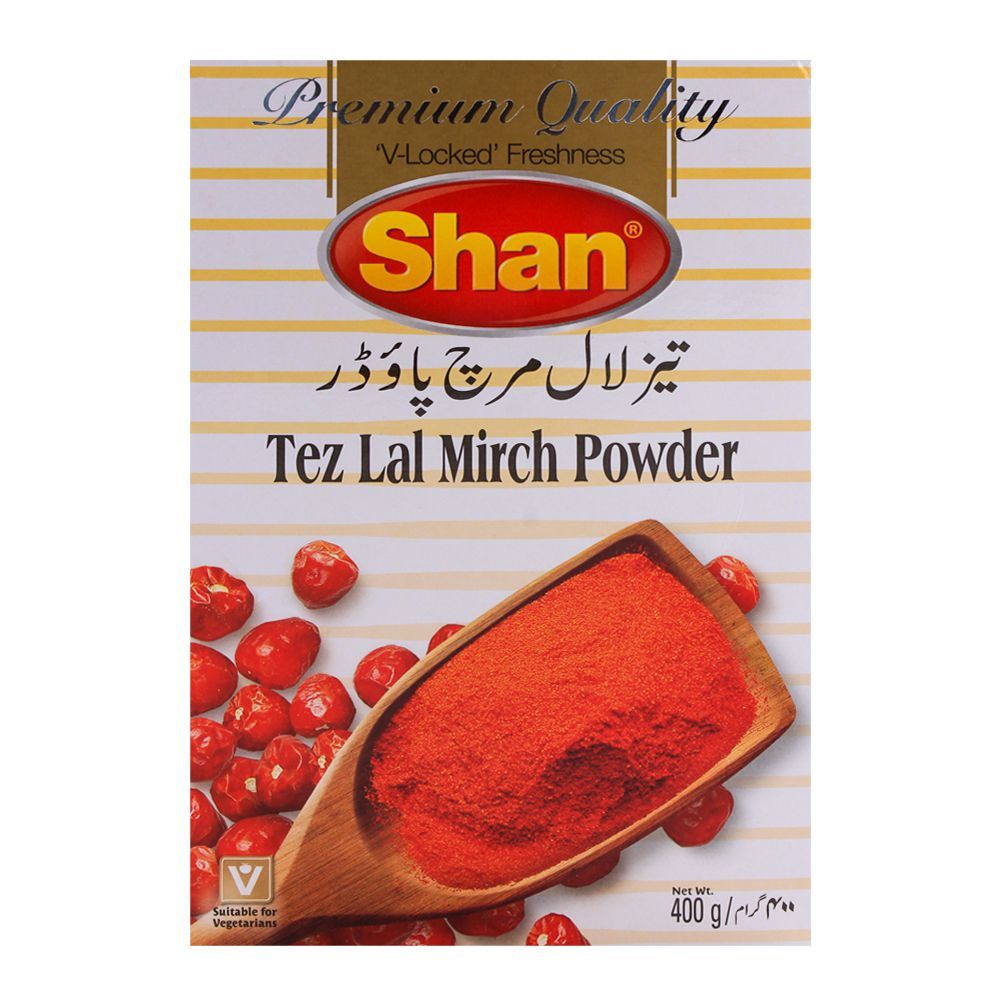 Premium Quality
'V-Locked' Freshness
Shan®
تیز لال مرچ پاؤڈر
Tez Lal Mirch Powder
V
Suitable for
Vegetarians
Net Wt.
400 g/۴۰۰ گرام